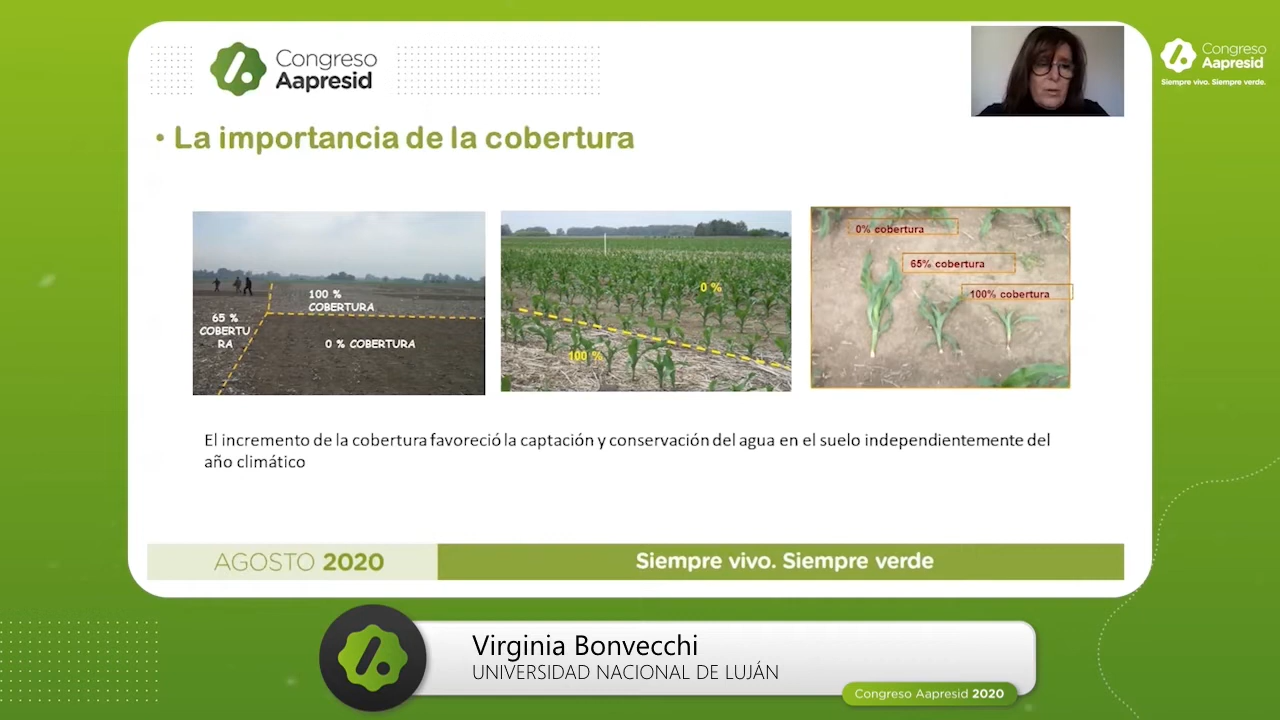 Congreso
Aapresid
Congreso
Aapresid
Siempre vivo. Siempre verde.
• La importancia de la cobertura
100 %
COBERTURA
65 %
COBERTU
RA
0 % COBERTURA
0 %
100 %
0% cobertura
65% cobertura
100% cobertura
El incremento de la cobertura favoreció la captación y conservación del agua en el suelo independientemente del
año climático
AGOSTO 2020
Siempre vivo. Siempre verde
Virginia Bonvecchi
UNIVERSIDAD NACIONAL DE LUJÁN
Congreso Aapresid 2020